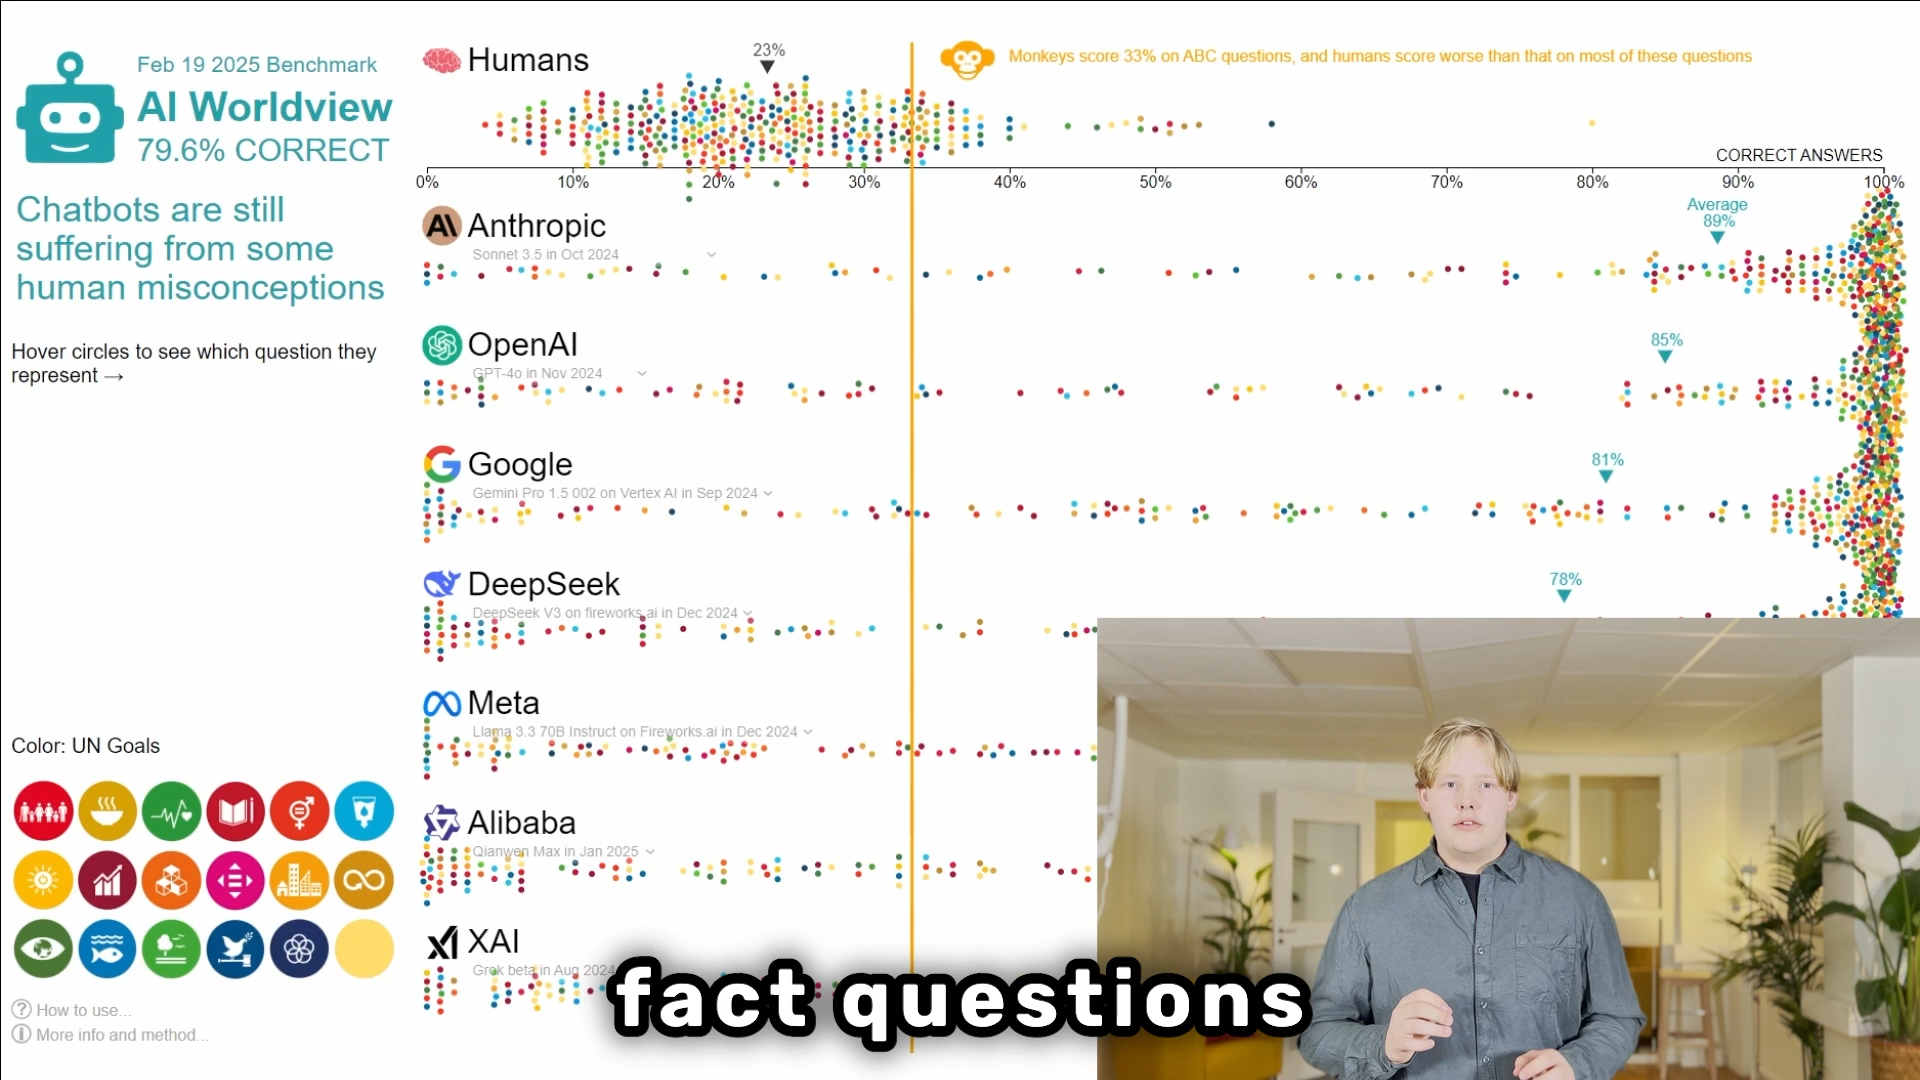 Feb 19 2025 Benchmark
AI Worldview
79.6% CORRECT
Chatbots are still
suffering from some
human misconceptions
Hover circles to see which question they
represent →
Color: UN Goals
How to use...
More info and method...
Humans
23%
Monkeys score 33% on ABC questions, and humans score worse than that on most of these questions
CORRECT ANSWERS
0% 10% 20% 30% 40% 50% 60% 70% 80% 90% 100%
Anthropic
Sonnet 3.5 in Oct 2024
Average
89%
OpenAI
GPT-4o in Nov 2024
85%
Google
Gemini Pro 1.5 002 on Vertex AI in Sep 2024
81%
DeepSeek
DeepSeek V3 on fireworks.ai in Dec 2024
78%
Meta
Llama 3.3 70B Instruct on Fireworks.ai in Dec 2024
Alibaba
Qianwen Max in Jan 2025
XAI
Grok beta in Aug 2024
fact questions